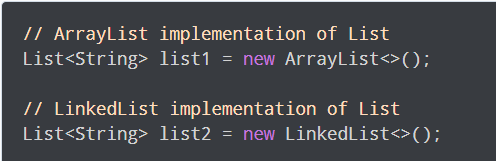 // ArrayList implementation of List
List<String> list1 = new ArrayList<>();
// LinkedList implementation of List
List<String> list2 = new LinkedList<>();